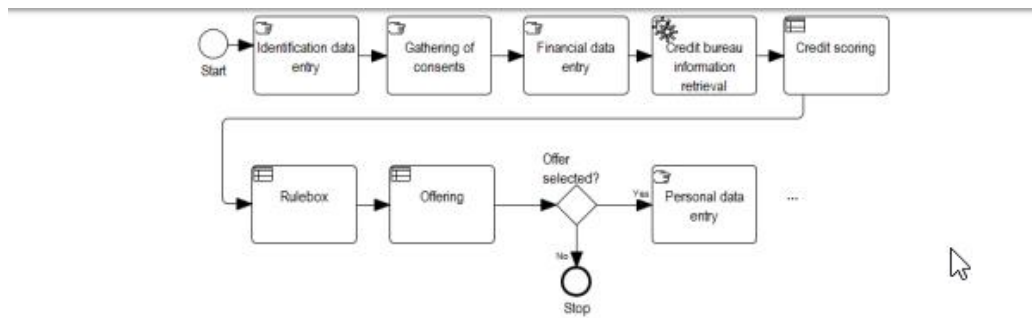 Start
Identification data
entry
Gathering of
consents
Financial data
entry
Credit bureau
information
retrieval
Credit scoring
Rulebox
Offering
Offer
selected?
Yes
Personal data
entry
...
No
Stop